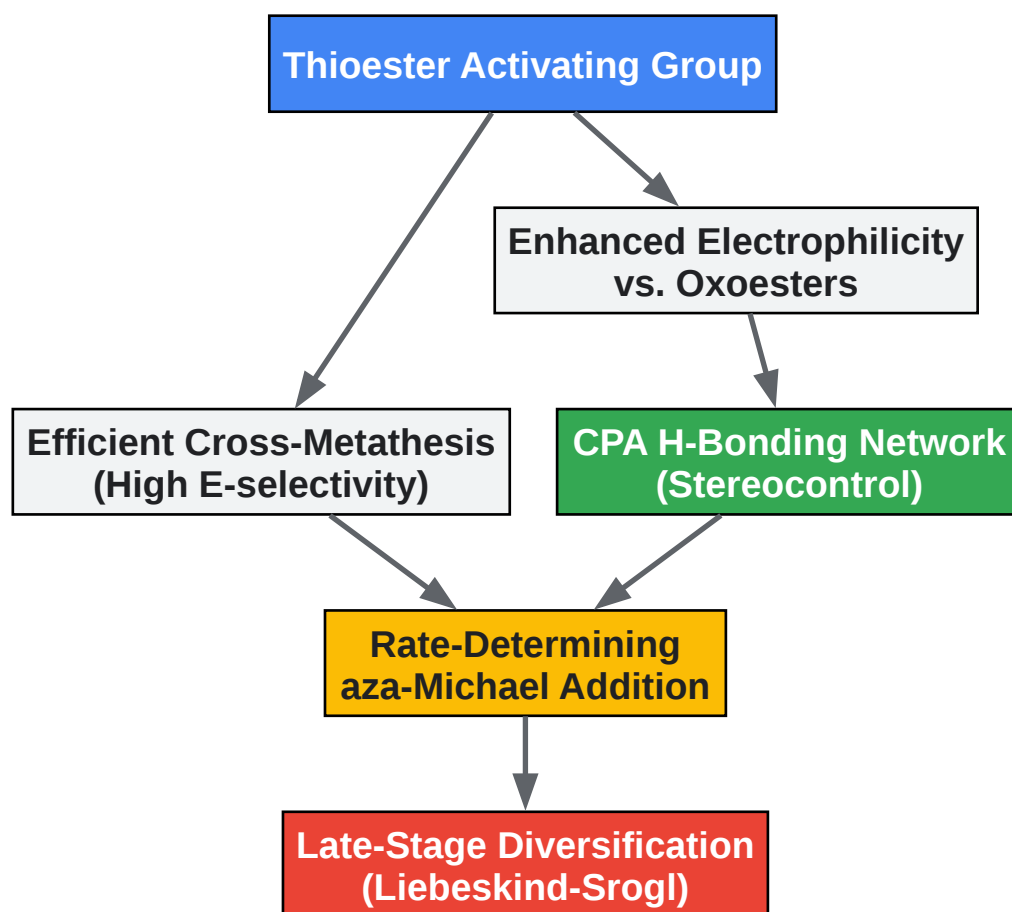 Thioester Activating Group
Enhanced Electrophilicity
vs. Oxoesters
Efficient Cross-Metathesis
(High E-selectivity)
CPA H-Bonding Network
(Stereocontrol)
Rate-Determining
aza-Michael Addition
Late-Stage Diversification
(Liebeskind-Srogl)